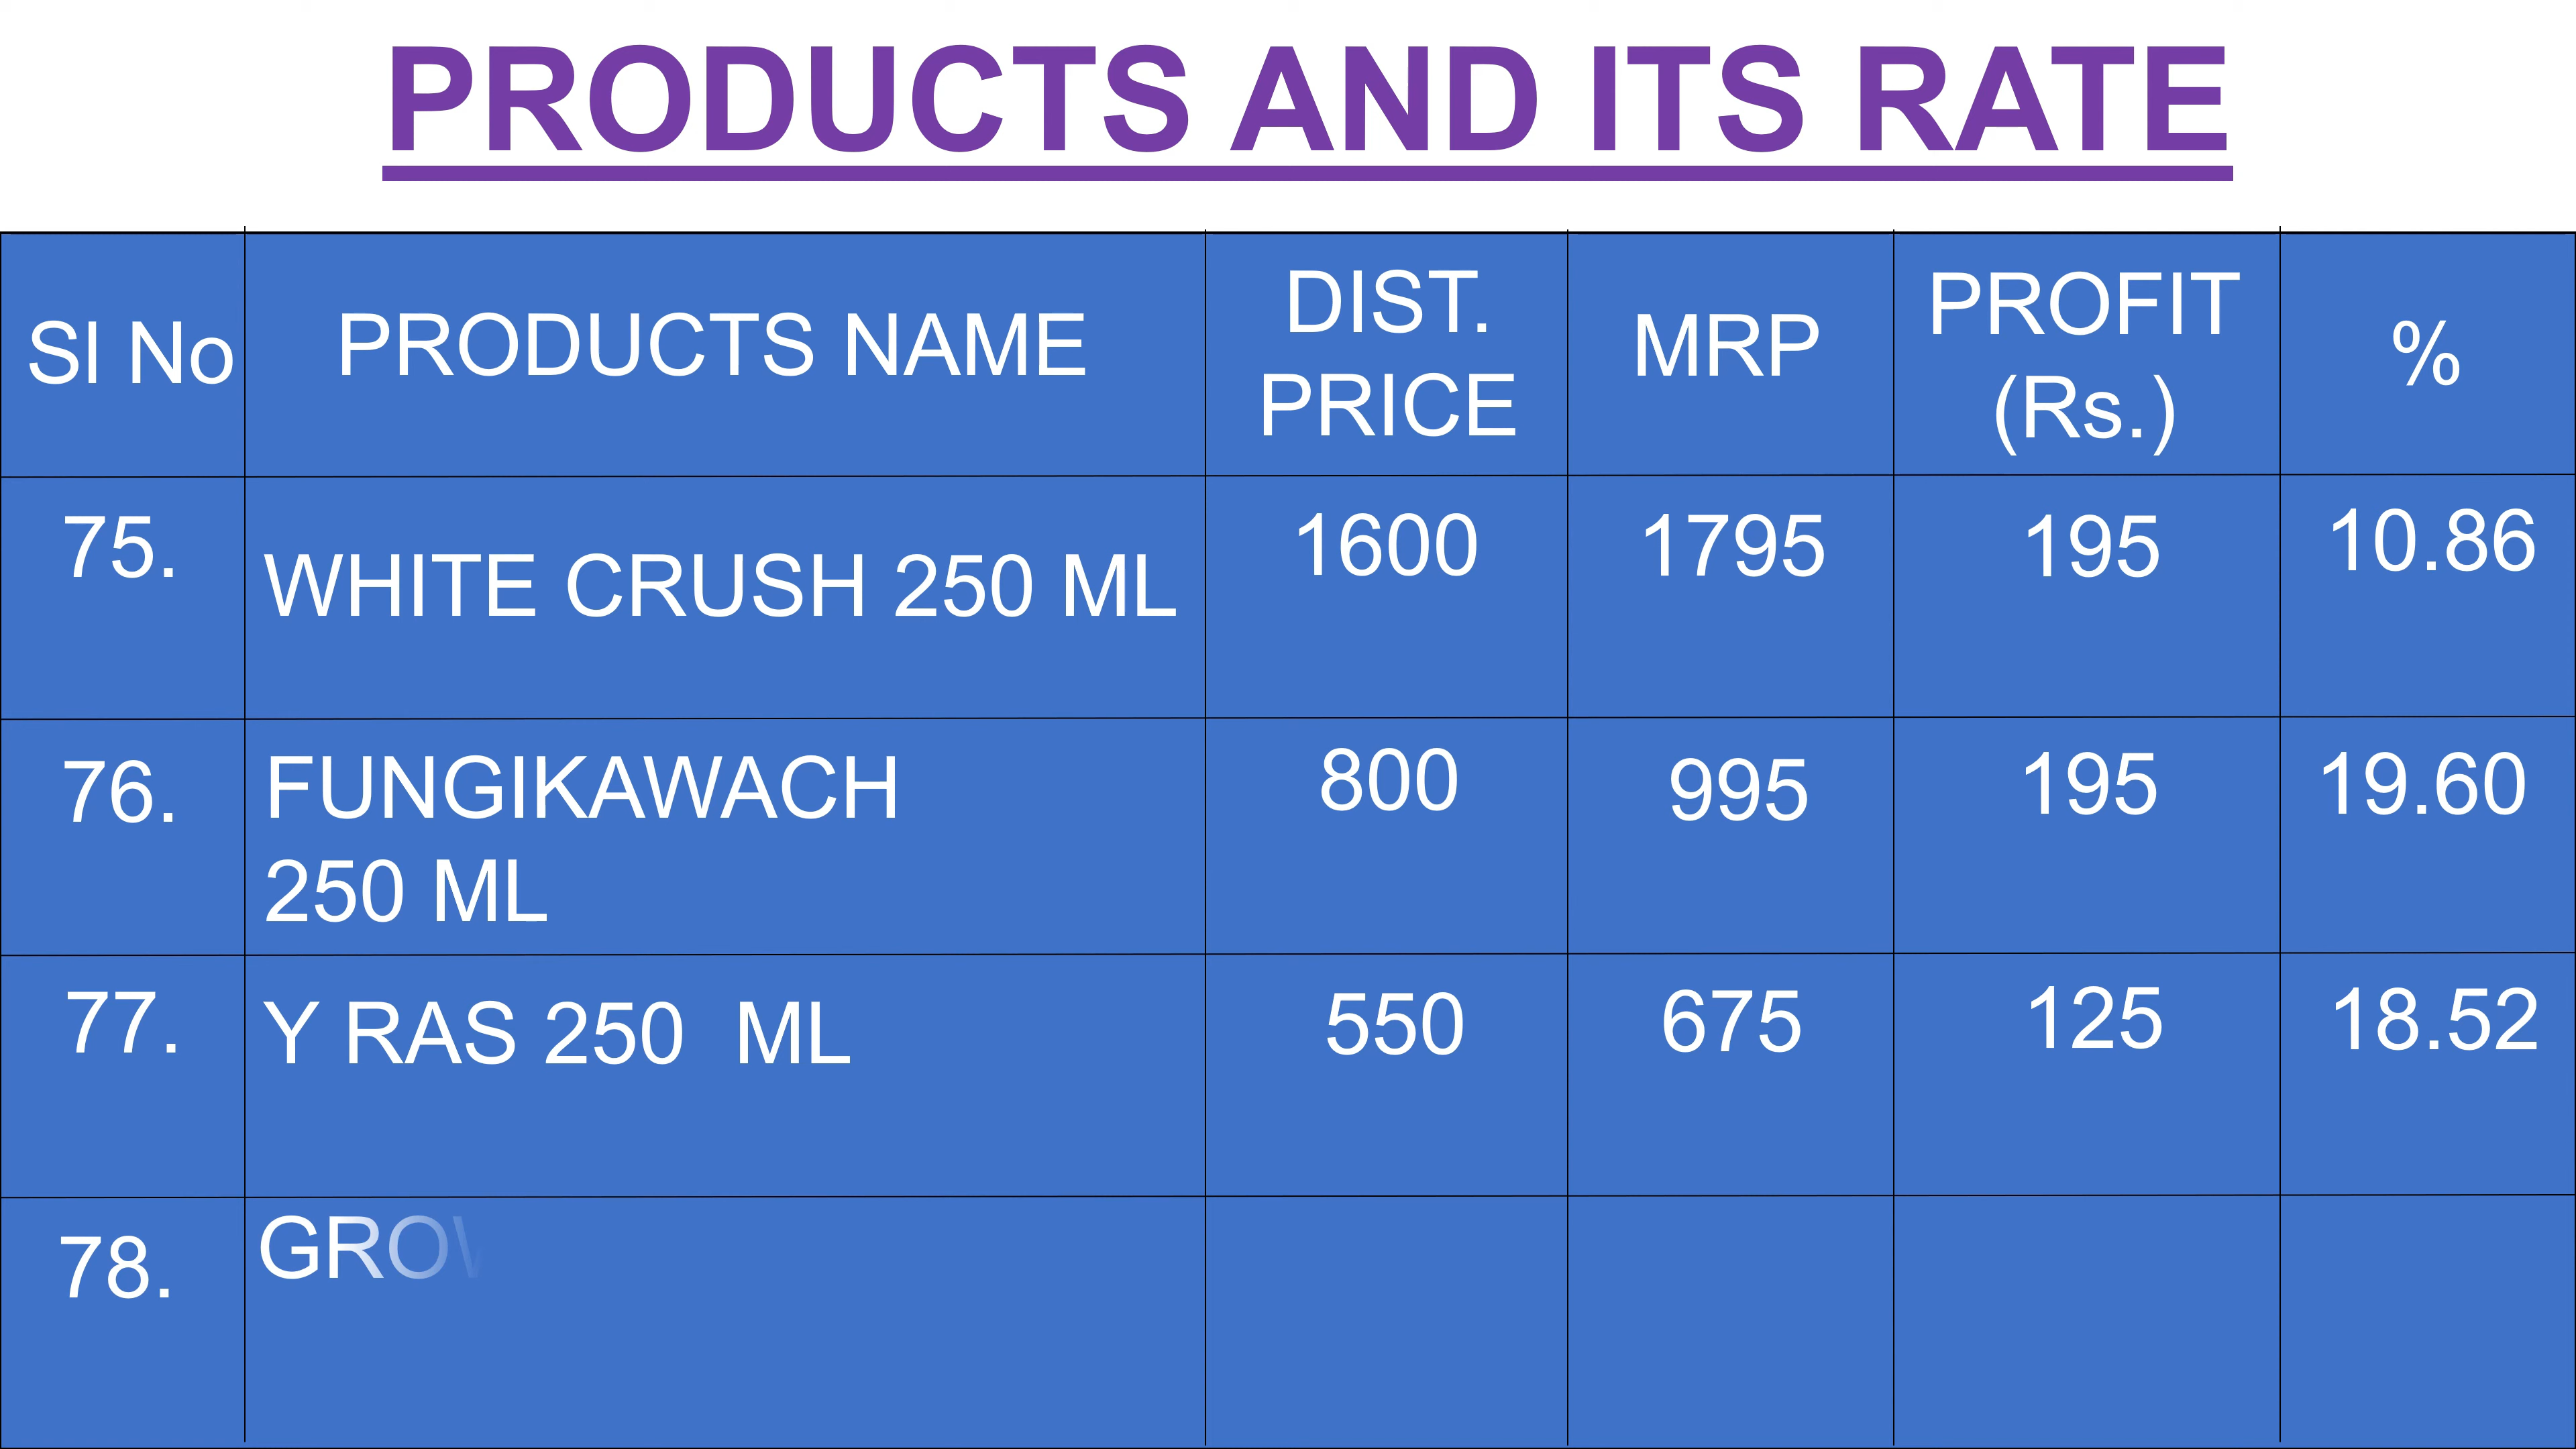 PRODUCTS AND ITS RATE
Sl No PRODUCTS NAME DIST. PRICE MRP PROFIT (Rs.) %
75. WHITE CRUSH 250 ML 1600 1795 195 10.86
76. FUNGIKAWACH 800 995 195 19.60
250 ML
77. Y RAS 250  ML 550 675 125 18.52
78.